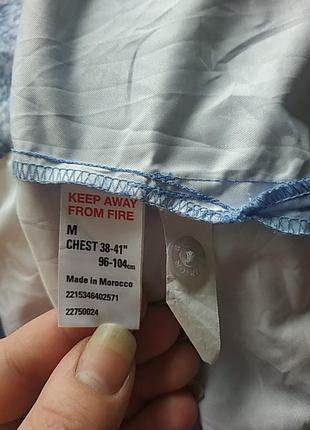 KEEP AWAY
FROM FIRE
M
CHEST 38-41"
96-104cm
Made in Morocco
2215346402571
22750024